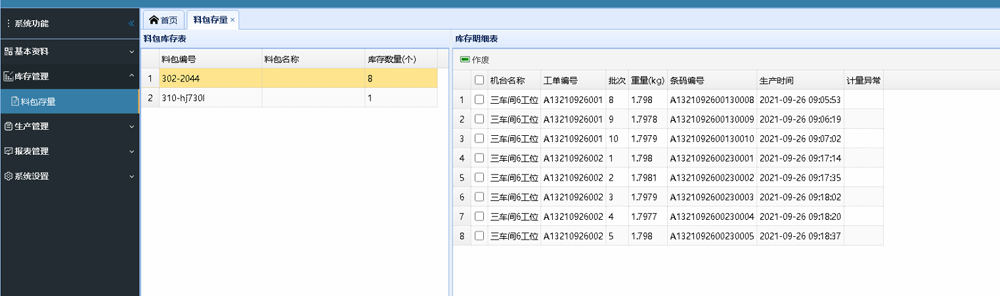 系统功能
基本资料
库存管理
料包存量
生产管理
报表管理
系统设置
首页 料包存量 ×
料包库存表
料包编号 料包名称 库存数量(个)
1 302-2044 8
2 310-hj730l 1
库存明细表
作废
机台名称 工单编号 批次 重量(kg) 条码编号 生产时间 计量异常
1 三车间6工位 A13210926001 8 1.798 A1321092600130008 2021-09-26 09:05:53
2 三车间6工位 A13210926001 9 1.7978 A1321092600130009 2021-09-26 09:06:19
3 三车间6工位 A13210926001 10 1.7979 A1321092600130010 2021-09-26 09:07:02
4 三车间6工位 A13210926002 1 1.798 A1321092600230001 2021-09-26 09:17:14
5 三车间6工位 A13210926002 2 1.7981 A1321092600230002 2021-09-26 09:17:35
6 三车间6工位 A13210926002 3 1.7979 A1321092600230003 2021-09-26 09:18:02
7 三车间6工位 A13210926002 4 1.7977 A1321092600230004 2021-09-26 09:18:20
8 三车间6工位 A13210926002 5 1.798 A1321092600230005 2021-09-26 09:18:37